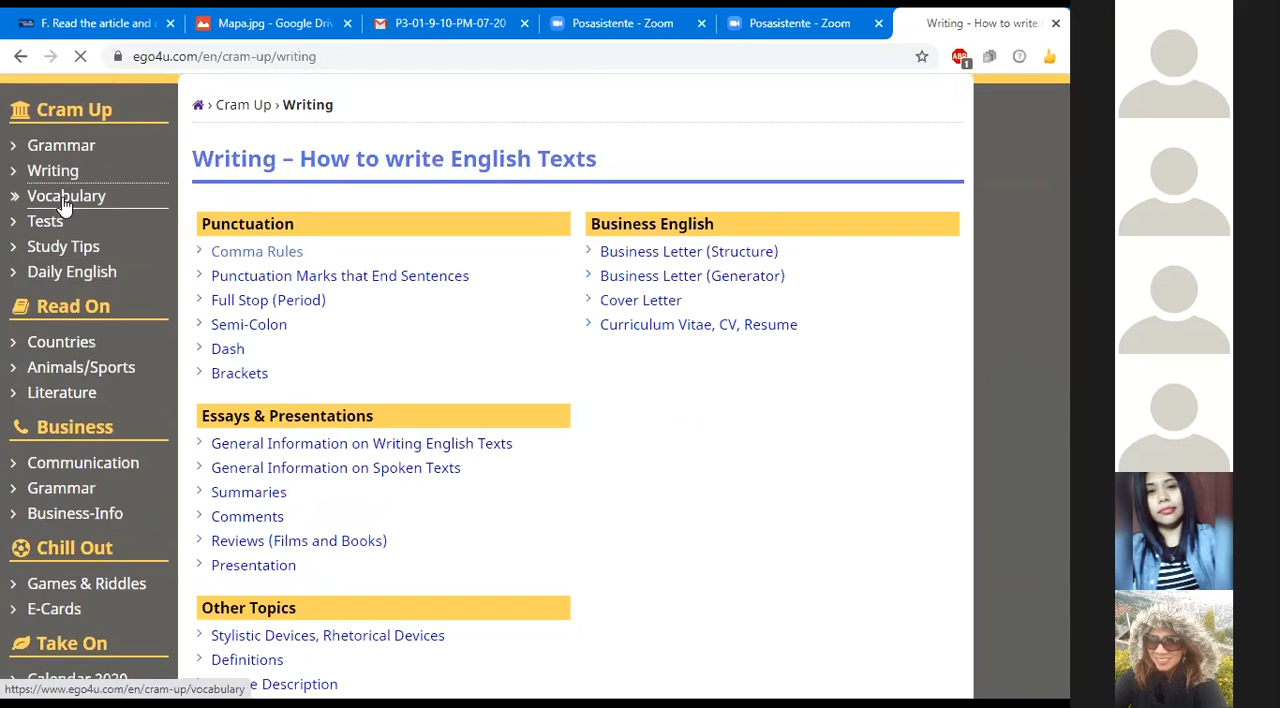 F. Read the article and
Mapa.jpg - Google Driv
P3-01-9-10-PM-07-20
Posasistente - Zoom
Posasistente - Zoom
Writing - How to write
ego4u.com/en/cram-up/writing
ABP
1
Cram Up
Grammar
Writing
Vocabulary
Tests
Study Tips
Daily English
Read On
Countries
Animals/Sports
Literature
Business
Communication
Grammar
Business-Info
Chill Out
Games & Riddles
E-Cards
Take On
Calendar 2020
https://www.ego4u.com/en/cram-up/vocabulary
› Cram Up › Writing
Writing – How to write English Texts
Punctuation
Comma Rules
Punctuation Marks that End Sentences
Full Stop (Period)
Semi-Colon
Dash
Brackets
Essays & Presentations
General Information on Writing English Texts
General Information on Spoken Texts
Summaries
Comments
Reviews (Films and Books)
Presentation
Other Topics
Stylistic Devices, Rhetorical Devices
Definitions
Description
Business English
Business Letter (Structure)
Business Letter (Generator)
Cover Letter
Curriculum Vitae, CV, Resume